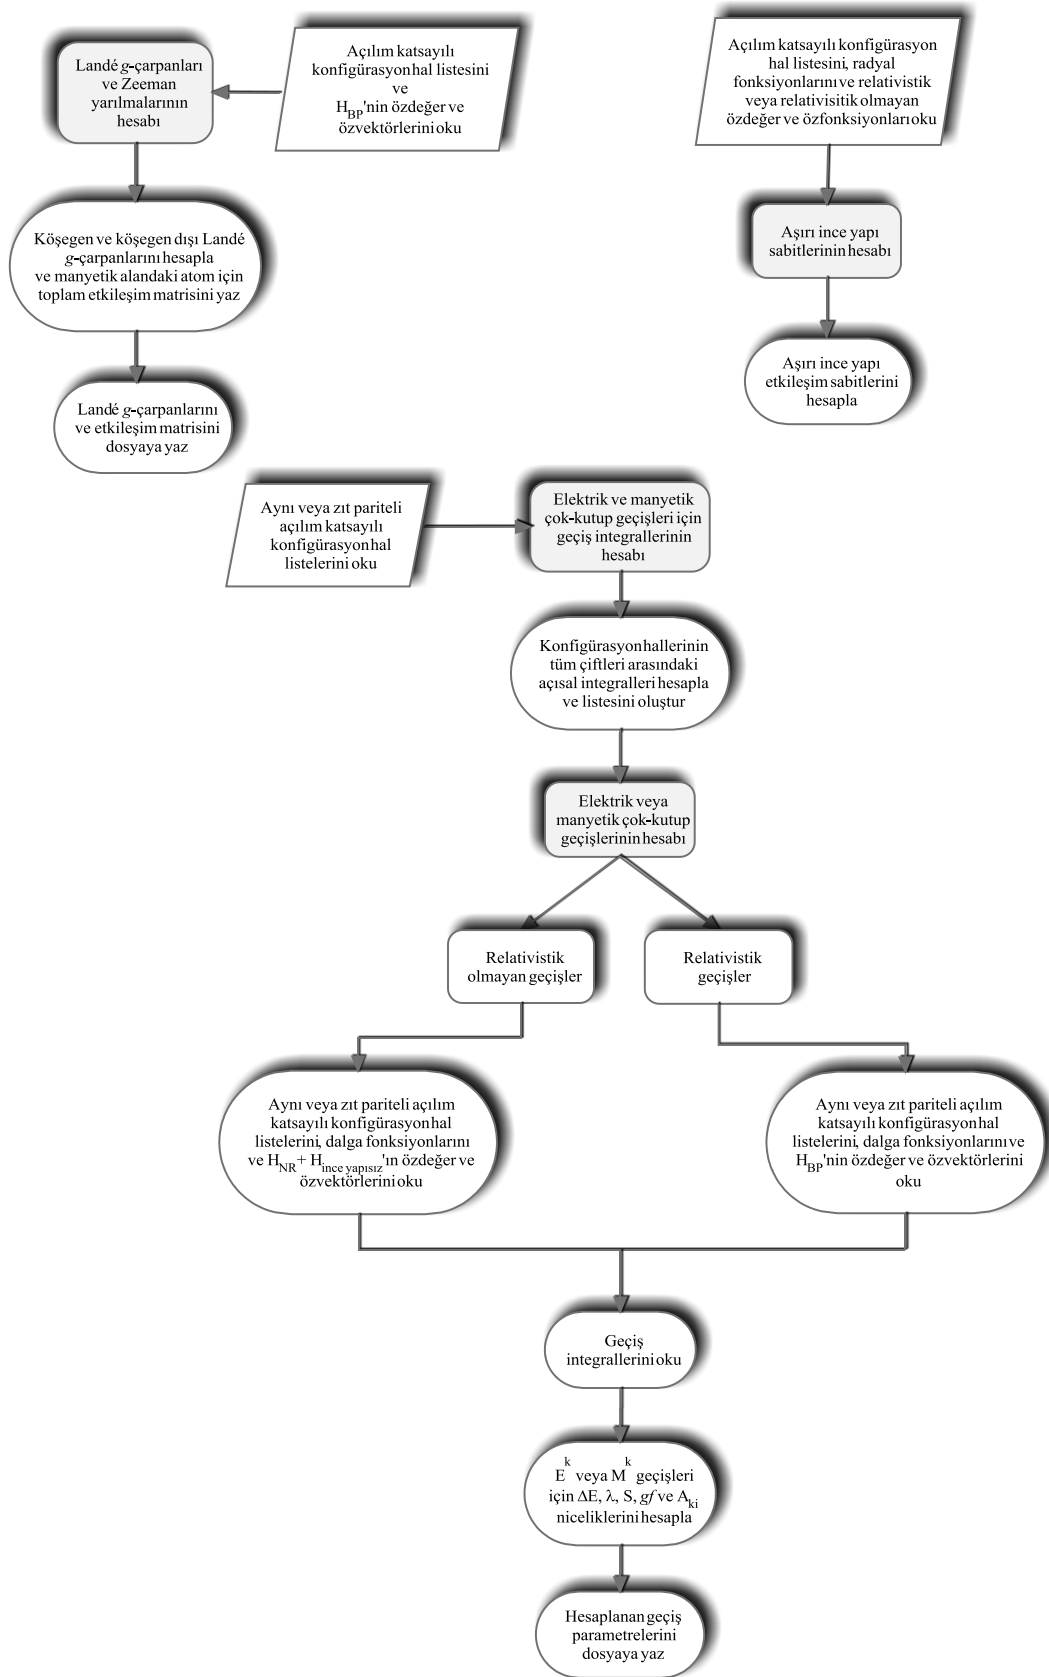 Landé g-çarpanları
ve Zeeman
yarılmalarının
hesabı
Açılım katsayılı
konfigürasyon hal listesini
ve
H_BP'nin özdeğer ve
özvektörlerini oku
Açılım katsayılı konfigürasyon
hal listesini, radyal
fonksiyonlarını ve relativistik
veya relativisitik olmayan
özdeğer ve özfonksiyonları oku
Köşegen ve köşegen dışı Landé
g-çarpanlarını hesapla
ve manyetik alandaki atom için
toplam etkileşim matrisini yaz
Aşırı ince yapı
sabitlerinin hesabı
Landé g-çarpanlarını
ve etkileşim matrisini
dosyaya yaz
Aşırı ince yapı
etkileşim sabitlerini
hesapla
Aynı veya zıt pariteli
açılım katsayılı
konfigürasyon hal
listelerini oku
Elektrik ve manyetik
çok-kutup geçişleri için
geçiş integrallerinin
hesabı
Konfigürasyon hallerinin
tüm çiftleri arasındaki
açısal integralleri hesapla
ve listesini oluştur
Elektrik veya
manyetik çok-kutup
geçişlerinin hesabı
Relativistik
olmayan geçişler
Relativistik
geçişler
Aynı veya zıt pariteli açılım
katsayılı konfigürasyon hal
listelerini, dalga fonksiyonlarını
ve H_NR + H_ince yapısız'ın özdeğer ve
özvektörlerini oku
Aynı veya zıt pariteli açılım
katsayılı konfigürasyon hal
listelerini, dalga fonksiyonlarını ve
H_BP'nin özdeğer ve özvektörlerini
oku
Geçiş
integrallerini oku
E^k veya M^k geçişleri
için ΔE, λ, S, gf ve A_ki
niceliklerini hesapla
Hesaplanan geçiş
parametrelerini
dosyaya yaz